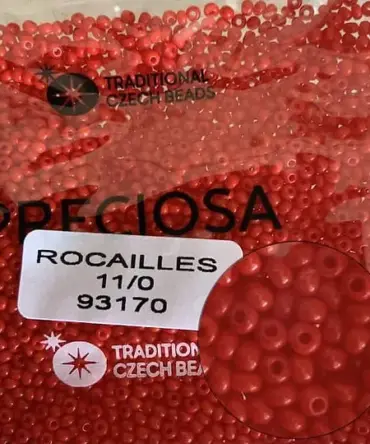 TRADITIONAL
CZECH BEADS
PRECIOSA
ROCAILLES
11/0
93170
TRADITION
CZECH BEA